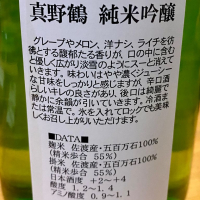 真野鶴 純米吟醸
グレープやメロン、洋ナシ、ライチを彷
彿とする馥郁たる香りが、口の中に含む
と優しく広がり淡雪のようにスーと消えて
いきます。味わいはやや濃くジューシー
な甘味をしっかりと感じますが、辛口酒
らしいキレの良さがあり、後口は綺麗で
静かに余韻が引いていきます。冷酒ま
たは常温で。氷を入れてロックでも美味
しくお召し上がりいただけます。
■DATA■
麹米 佐渡産・五百万石100%
(精米歩合 55%)
掛米 佐渡産・五百万石100%
(精米歩合 55%)
日本酒度 +2～+4
酸度 1.2～1.4
アミノ酸度 0.9～1.1